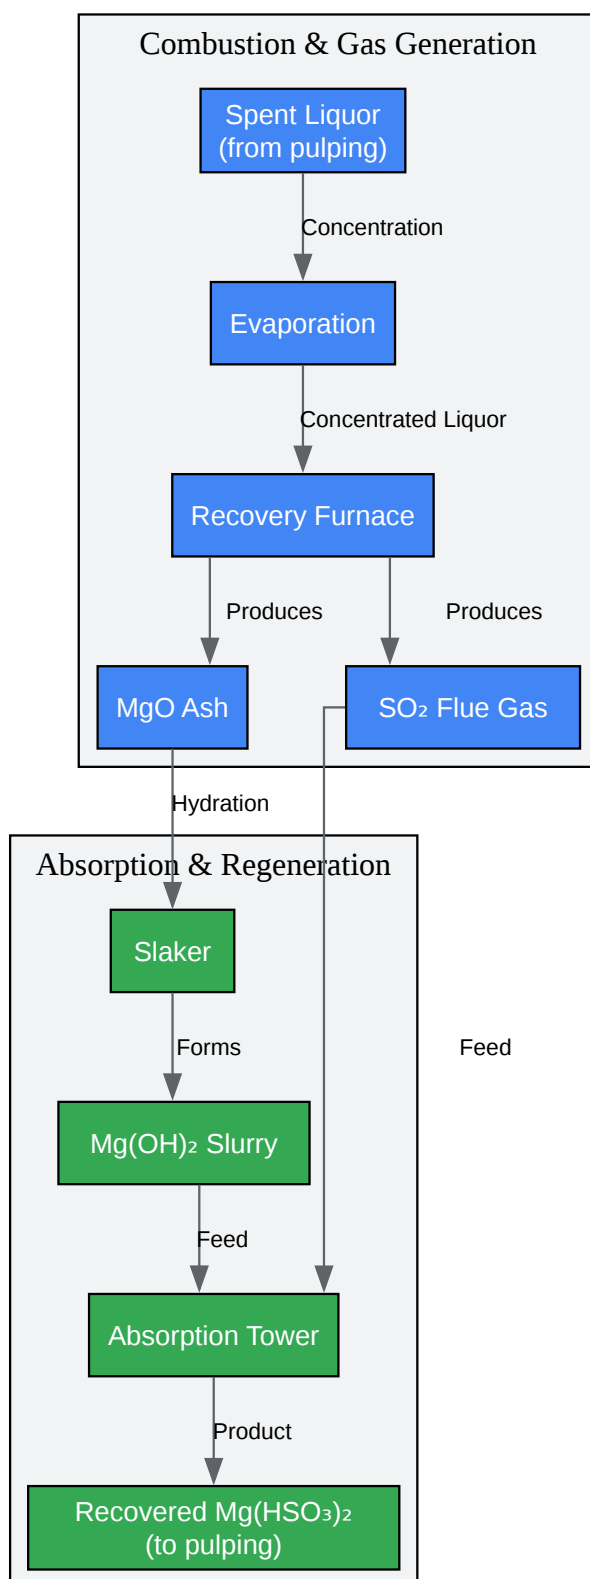 Combustion & Gas Generation
Spent Liquor
(from pulping)
Concentration
Evaporation
Concentrated Liquor
Recovery Furnace
Produces
Produces
MgO Ash
SO₂ Flue Gas
Hydration
Absorption & Regeneration
Slaker
Forms
Feed
Mg(OH)₂ Slurry
Feed
Absorption Tower
Product
Recovered Mg(HSO₃)₂
(to pulping)